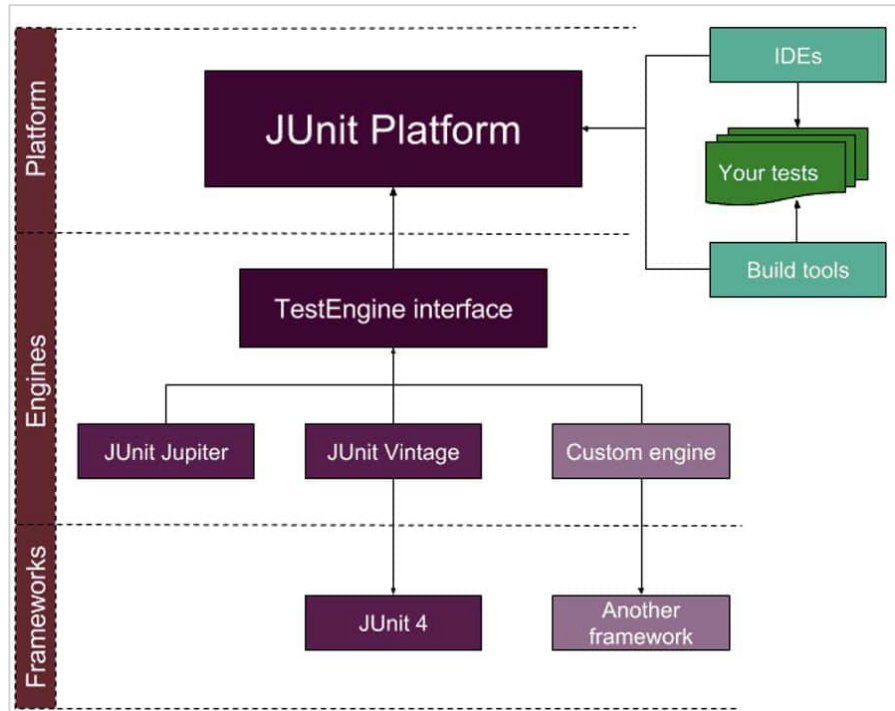 Platform
JUnit Platform
IDEs
Your tests
Build tools
Engines
TestEngine interface
JUnit Jupiter
JUnit Vintage
Custom engine
Frameworks
JUnit 4
Another
framework